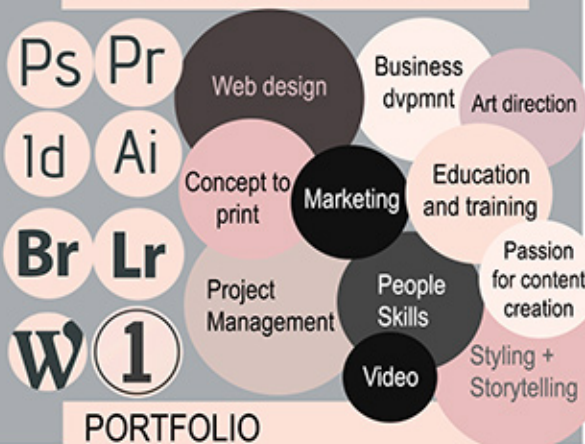 Ps Pr
Id Ai
Br Lr
W 1
Web design
Business
dvpmnt
Art direction
Concept to
print
Marketing
Education
and training
Project
Management
People
Skills
Passion
for content
creation
Video
Styling +
Storytelling
PORTFOLIO